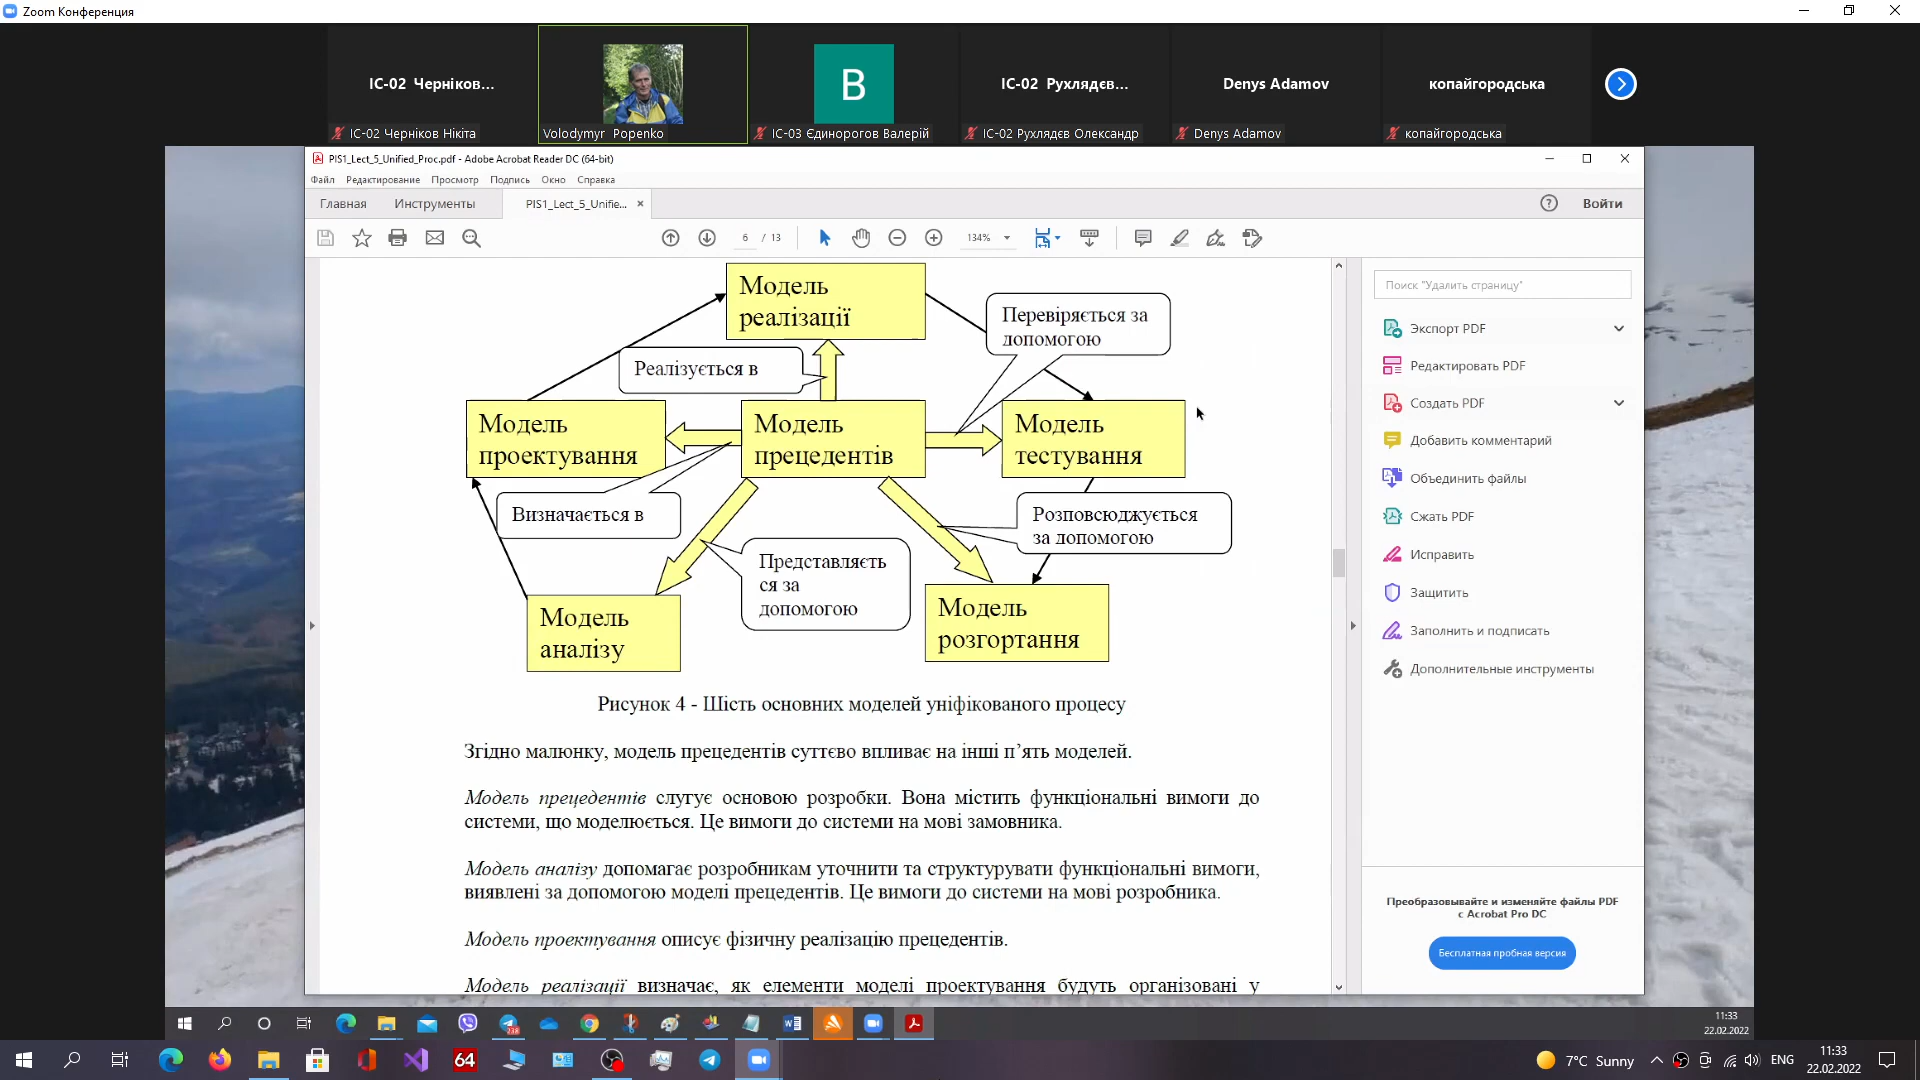 Zoom Конференция
ІС-02 Черніков...
В
ІС-02 Рухлядєв...
Denys Adamov
копайгородська
ІС-02 Черніков Нікіта
Volodymyr Popenko
ІС-03 Єдинорогов Валерій
ІС-02 Рухлядєв Олександр
Denys Adamov
копайгородська
PIS1_Lect_5_Unified_Proc.pdf - Adobe Acrobat Reader DC (64-bit)
Файл Редактирование Просмотр Подпись Окно Справка
Главная Инструменты PIS1_Lect_5_Unifie... Войти
6 / 13 134%
Модель
реалізації
Перевіряється за
допомогою
Реалізується в
Модель
проектування
Модель
прецедентів
Модель
тестування
Визначається в
Розповсюджується
за допомогою
Представляєть
ся за
допомогою
Модель
аналізу
Модель
розгортання
Рисунок 4 - Шість основних моделей уніфікованого процесу
Згідно малюнку, модель прецедентів суттєво впливає на інші п’ять моделей.
Модель прецедентів слугує основою розробки. Вона містить функціональні вимоги до
системи, що моделюється. Це вимоги до системи на мові замовника.
Модель аналізу допомагає розробникам уточнити та структурувати функціональні вимоги,
виявлені за допомогою моделі прецедентів. Це вимоги до системи на мові розробника.
Модель проектування описує фізичну реалізацію прецедентів.
Модель реалізації визначає, як елементи моделі проектування будуть організовані у
Поиск "Удалить страницу"
Экспорт PDF
Редактировать PDF
Создать PDF
Добавить комментарий
Объединить файлы
Сжать PDF
Исправить
Защитить
Заполнить и подписать
Дополнительные инструменты
Преобразовывайте и изменяйте файлы PDF
с Acrobat Pro DC
Бесплатная пробная версия
11:33
22.02.2022
64
7°C Sunny
ENG
11:33
22.02.2022